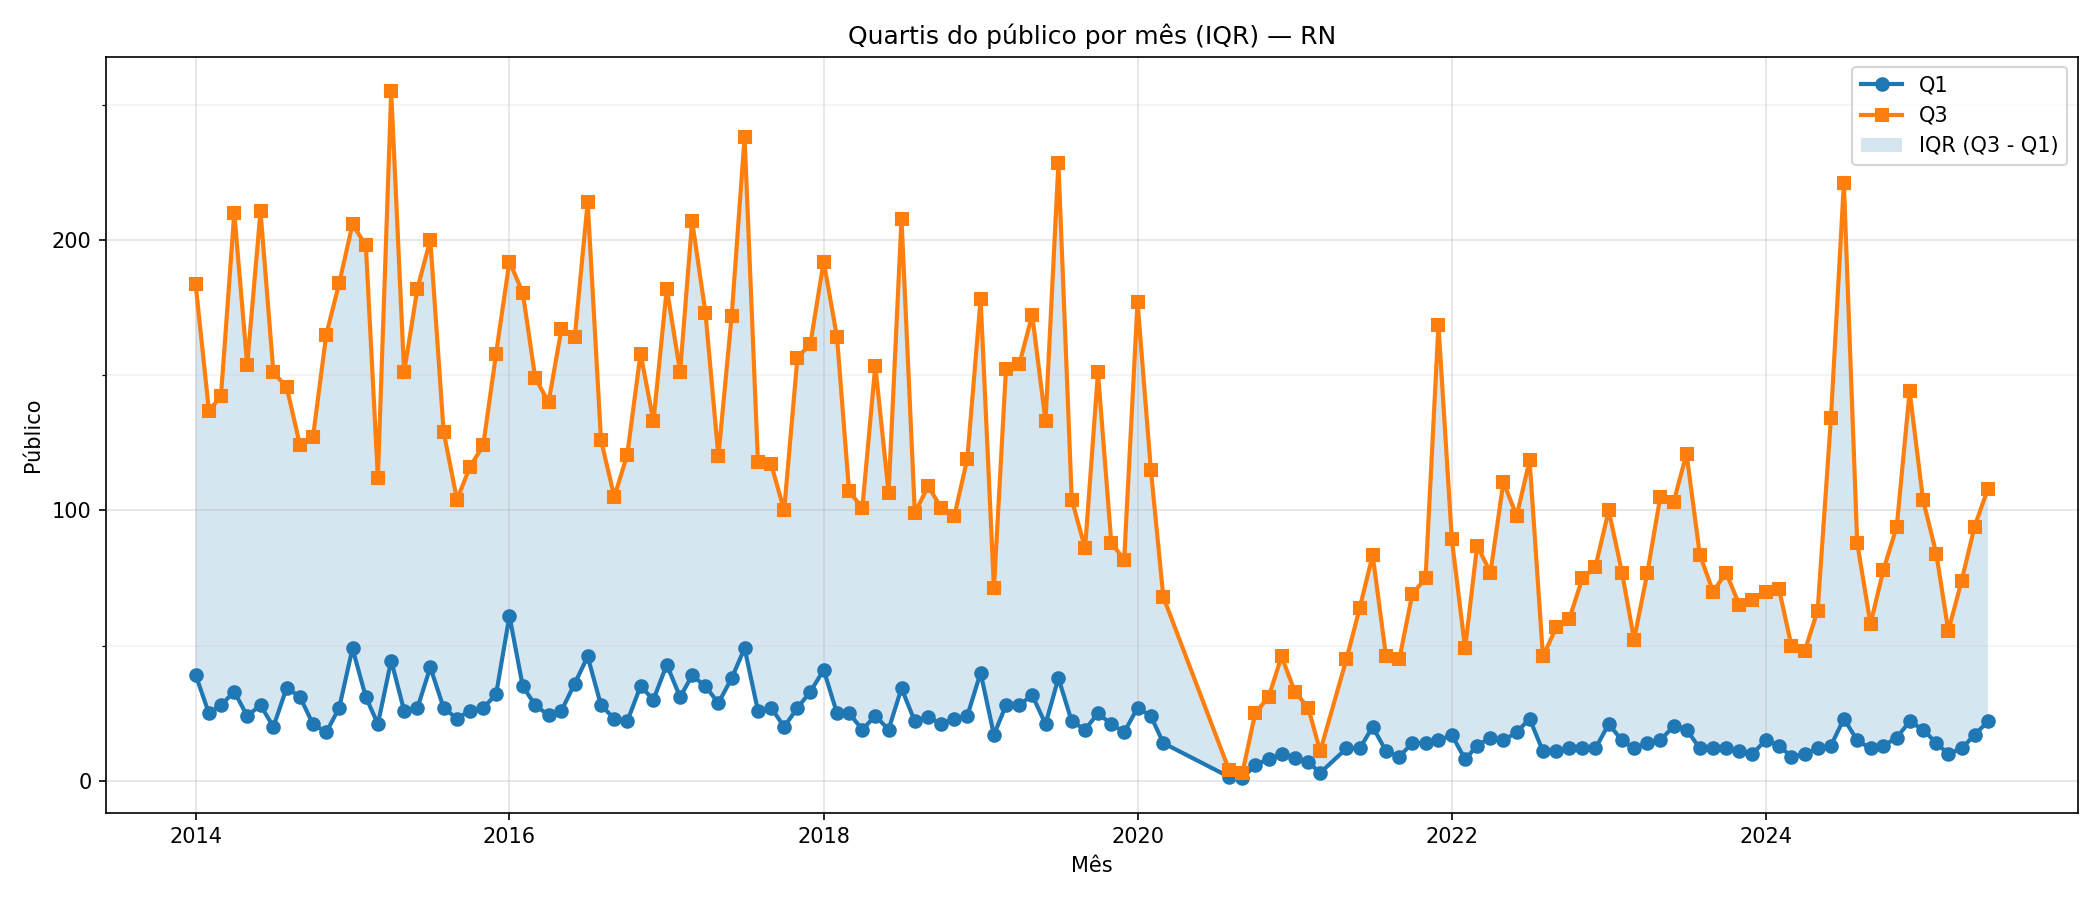 Quartis do público por mês (IQR) — RN
Q1
Q3
IQR (Q3 - Q1)
Público
200
100
0
2014
2016
2018
2020
2022
2024
Mês